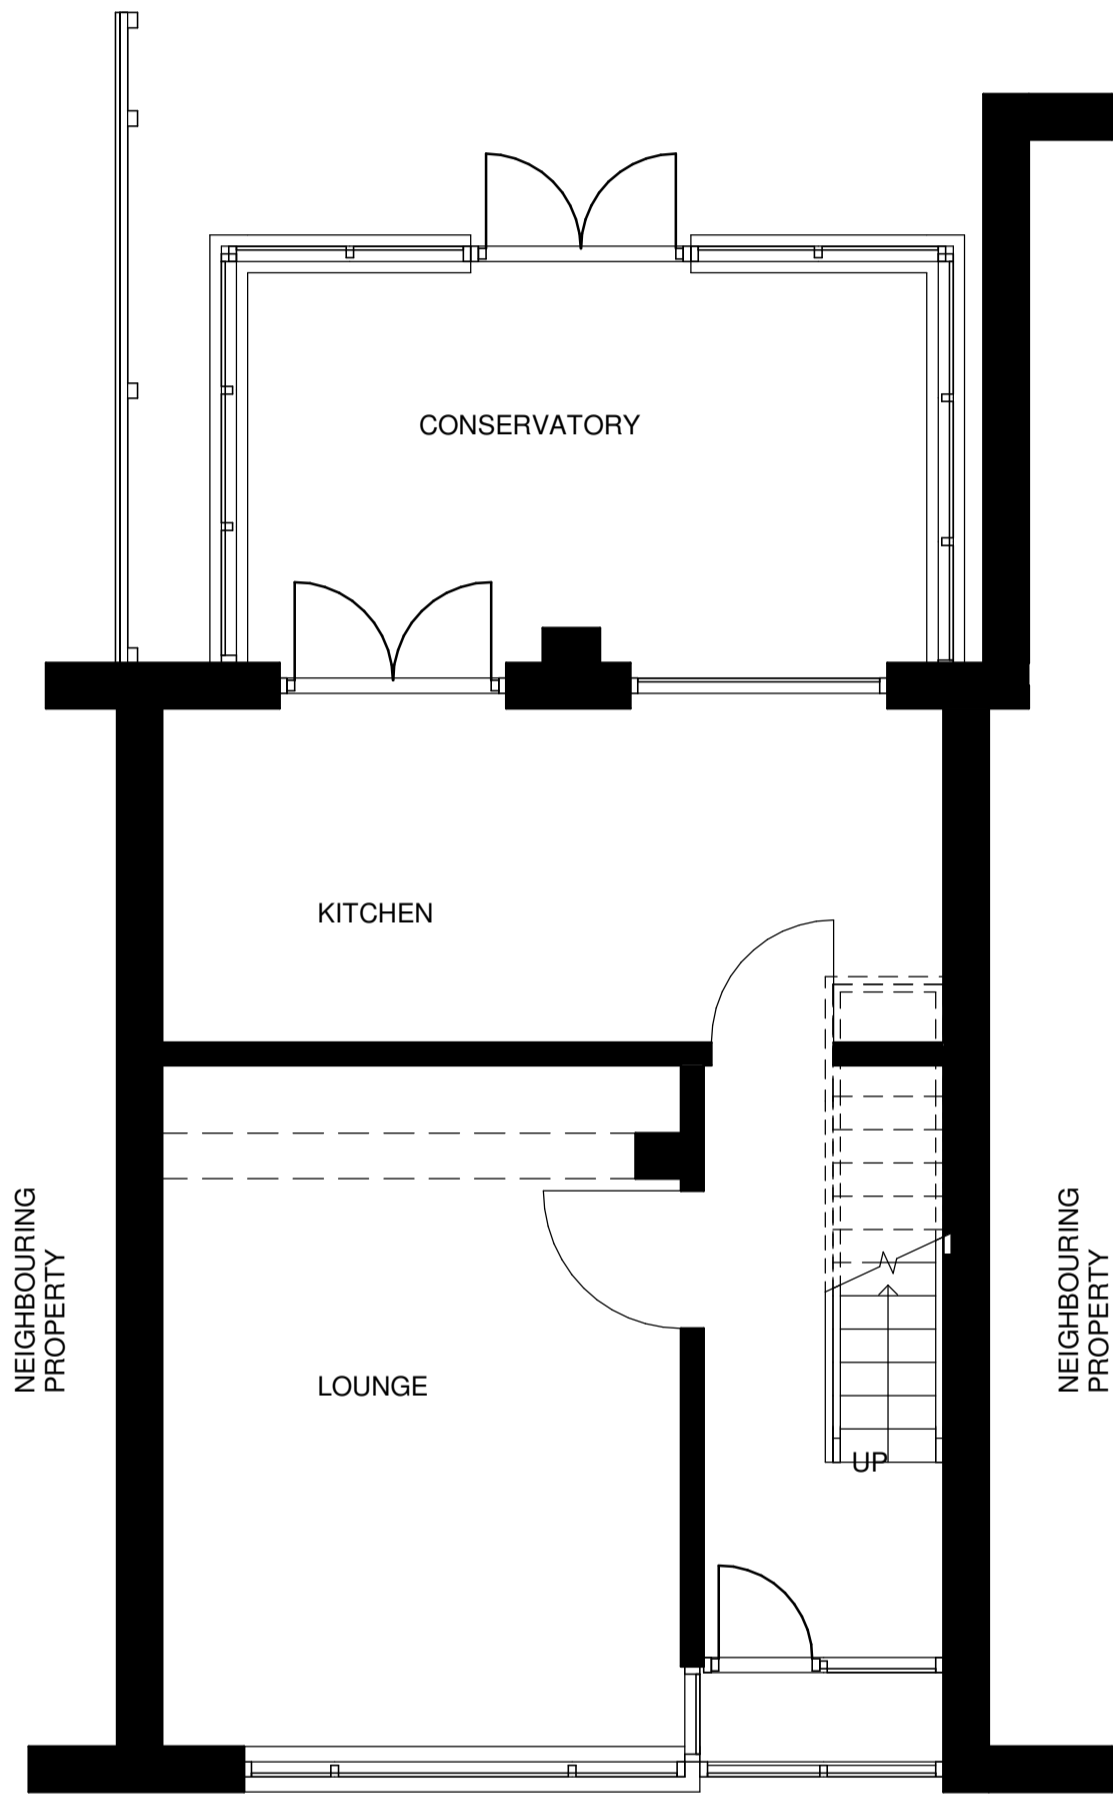 CONSERVATORY
KITCHEN
NEIGHBOURING
PROPERTY
NEIGHBOURING
PROPERTY
LOUNGE
UP